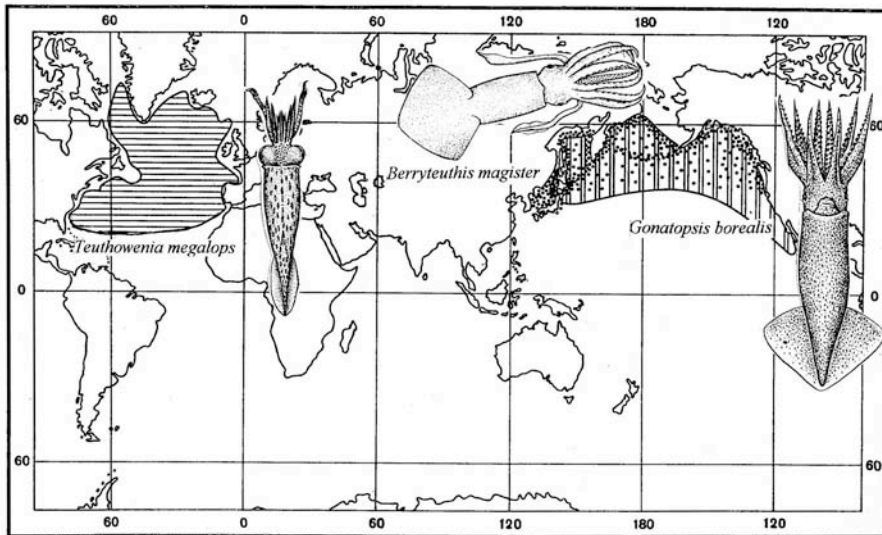 60 0 60 120 180 120
60 60
Berryteuthis magister
Teuthowenia megalops
Gonatopsis borealis
0 0
60 60
60 0 60 120 180 120